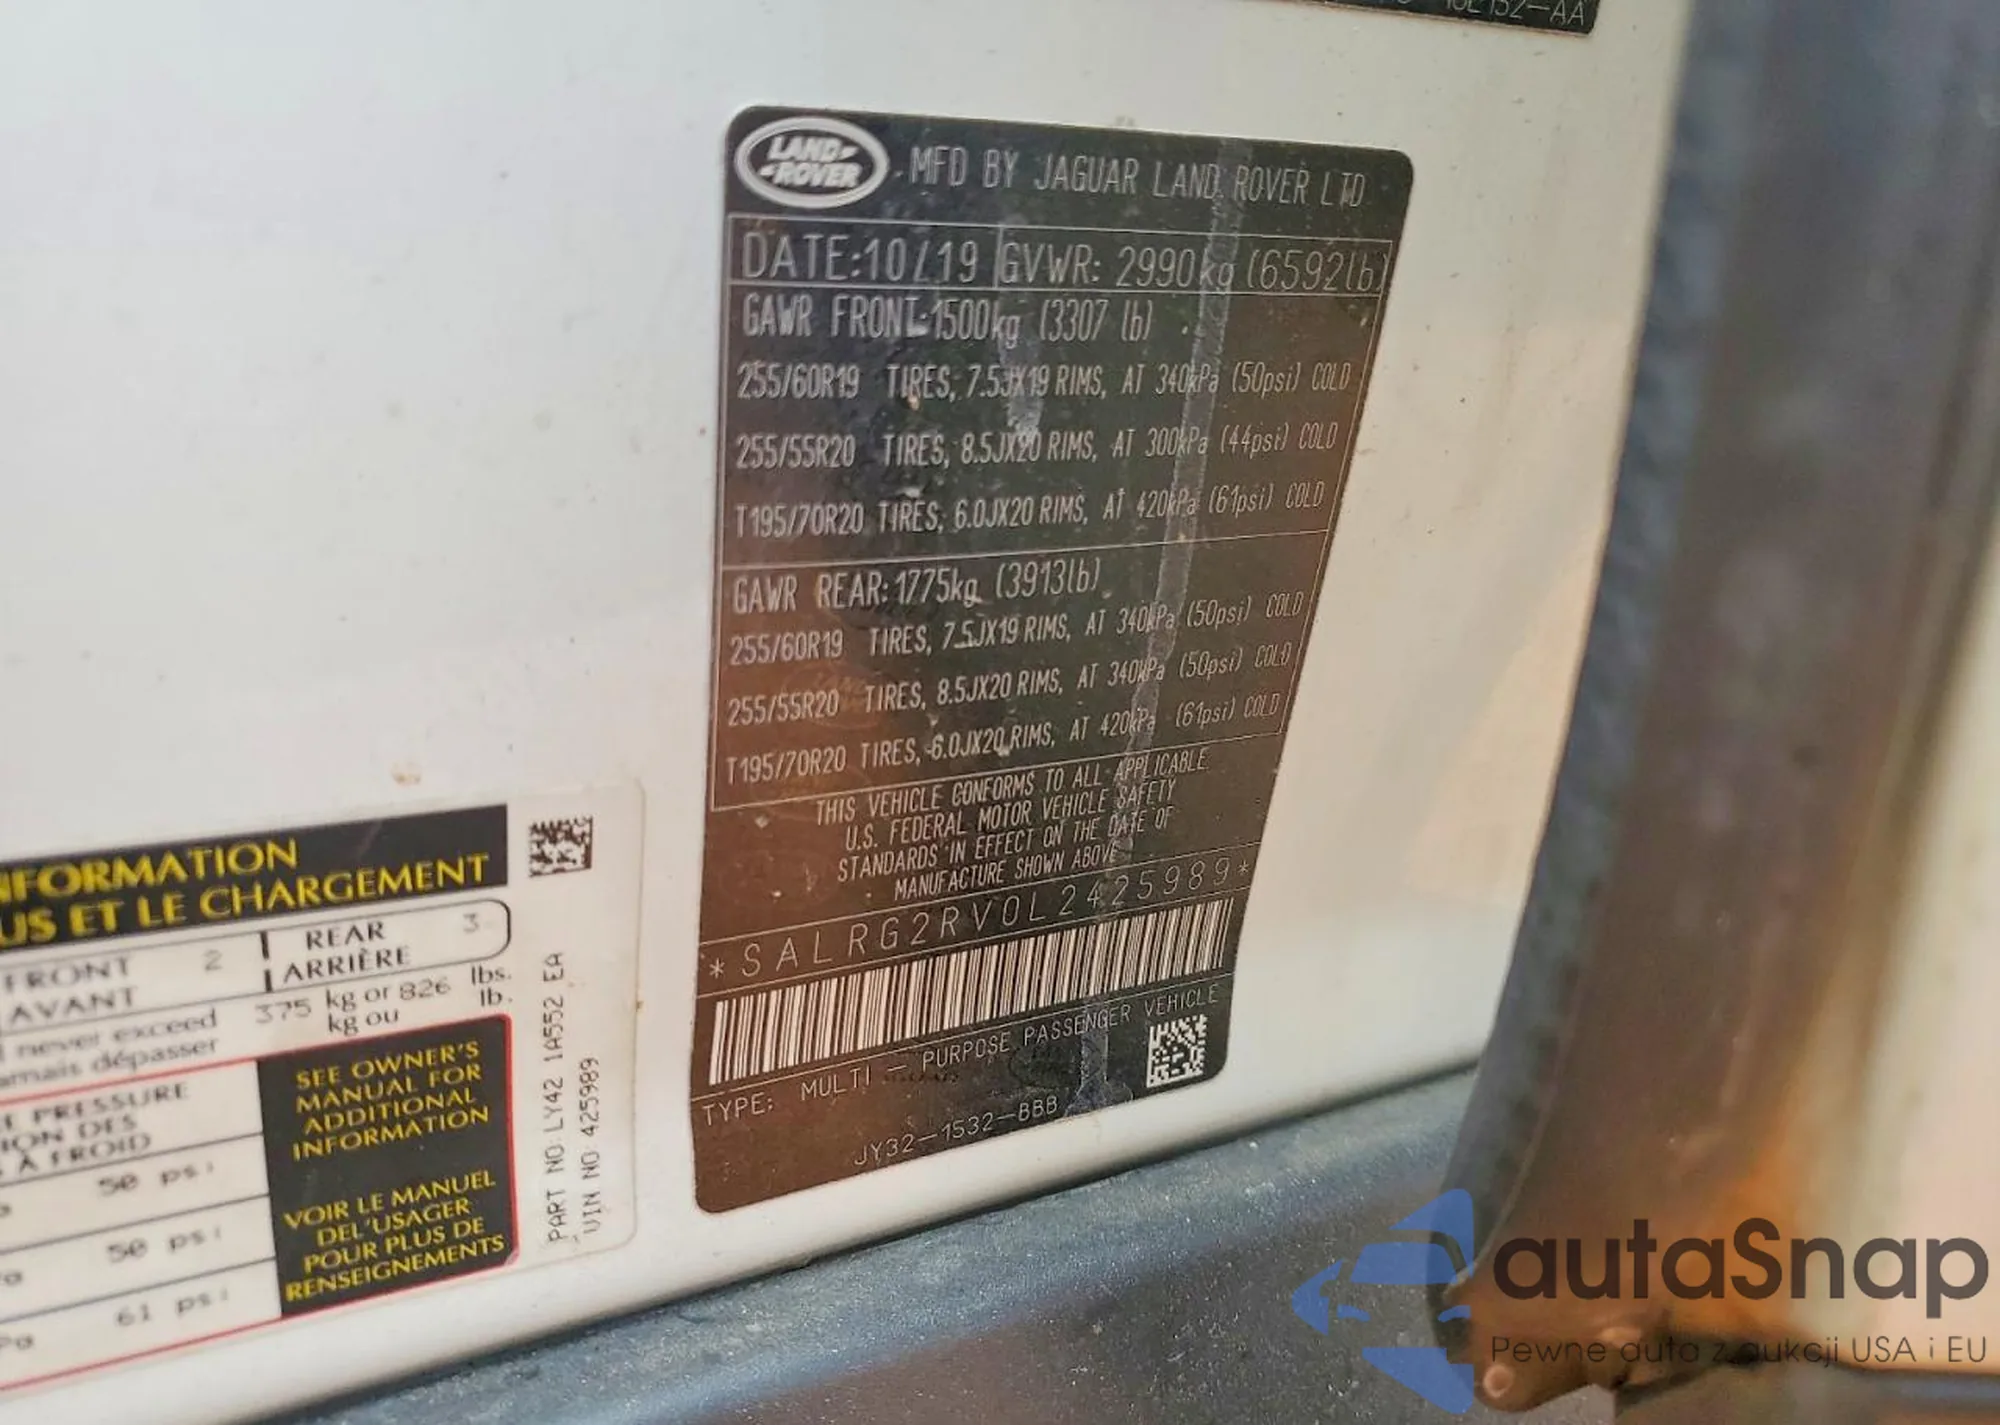 10E152-AA
LAND-
-ROVER
MFD BY JAGUAR LAND ROVER LTD
DATE:10/19 GVWR: 2990kg (6592lb)
GAWR FRONT:1500kg (3307 lb)
255/60R19 TIRES, 7.5JX19 RIMS, AT 340kPa (50psi) COLD
255/55R20 TIRES, 8.5JX20 RIMS, AT 300kPa (44psi) COLD
T195/70R20 TIRES, 6.0JX20 RIMS, AT 420kPa (61psi) COLD
GAWR REAR:1775kg (3913lb)
255/60R19 TIRES, 7.5JX19 RIMS, AT 340kPa (50psi) COLD
255/55R20 TIRES, 8.5JX20 RIMS, AT 340kPa (50psi) COLD
T195/70R20 TIRES, 6.0JX20 RIMS, AT 420kPa (61psi) COLD
THIS VEHICLE CONFORMS TO ALL APPLICABLE
U.S. FEDERAL MOTOR VEHICLE SAFETY
STANDARDS IN EFFECT ON THE DATE OF
MANUFACTURE SHOWN ABOVE
*SALRG2RV0L2425989*
TYPE: MULTI-PURPOSE PASSENGER VEHICLE
JY32-1532-BBB
NFORMATION
US ET LE CHARGEMENT
FRONT 2 REAR 3
AVANT ARRIÈRE
never exceed 375 kg or 826 lbs.
amais dépasser kg ou lb.
E PRESSURE
ION DES
À FROID
50 psi
50 psi
61 psi
SEE OWNER'S
MANUAL FOR
ADDITIONAL
INFORMATION
VOIR LE MANUEL
DEL'USAGER
POUR PLUS DE
RENSEIGNEMENTS
PART NO:LY42 1A552 EA
VIN NO:425989
autaSnap
Pewne auta z aukcji USA i EU